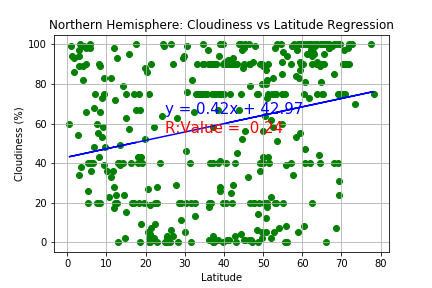 Northern Hemisphere: Cloudiness vs Latitude Regression
100
80
60
40
20
0
Cloudiness (%)
y = 0.42x + 42.97
R:Value = 0.24
0 10 20 30 40 50 60 70 80
Latitude